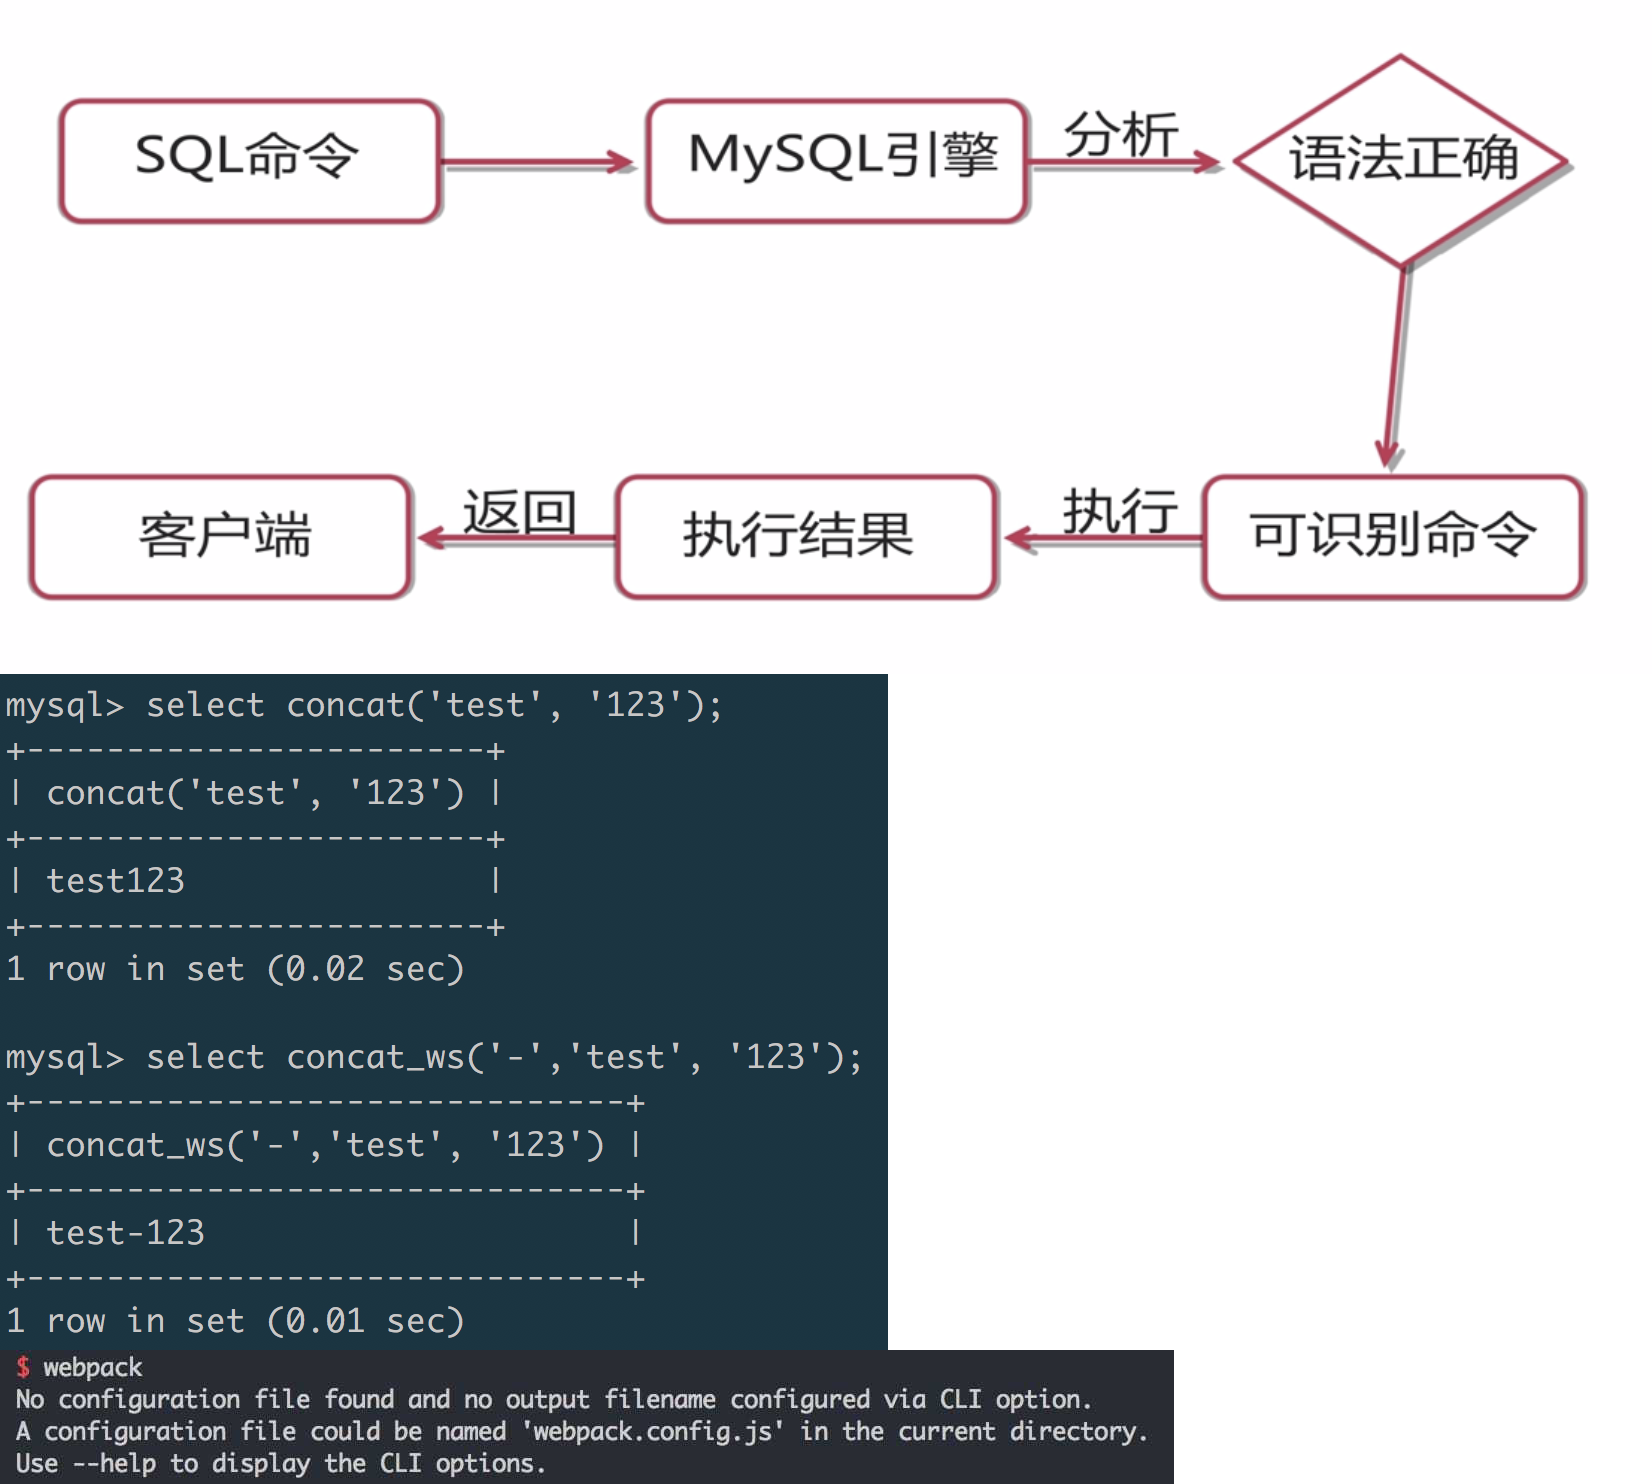 SQL命令
MySQL引擎
分析
语法正确
客户端
返回
执行结果
执行
可识别命令
mysql> select concat('test', '123');
+-----------------------+
| concat('test', '123') |
+-----------------------+
| test123               |
+-----------------------+
1 row in set (0.02 sec)
mysql> select concat_ws('-','test', '123');
+------------------------------+
| concat_ws('-','test', '123') |
+------------------------------+
| test-123                     |
+------------------------------+
1 row in set (0.01 sec)
$ webpack
No configuration file found and no output filename configured via CLI option.
A configuration file could be named 'webpack.config.js' in the current directory.
Use --help to display the CLI options.